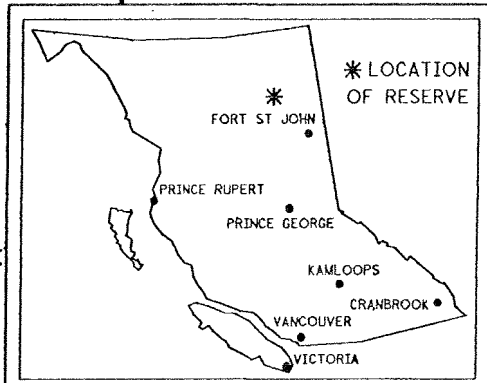 ✳ LOCATION
OF RESERVE
FORT ST JOHN
PRINCE RUPERT
PRINCE GEORGE
KAMLOOPS
CRANBROOK
VANCOUVER
VICTORIA